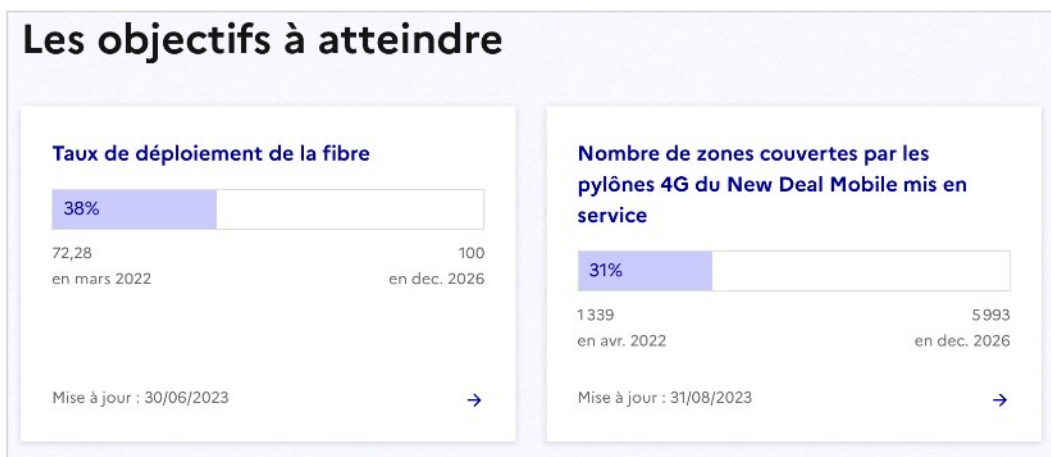 Les objectifs à atteindre
Taux de déploiement de la fibre
38%
72,28
100
en mars 2022
en dec. 2026
Mise à jour : 30/06/2023
Nombre de zones couvertes par les
pylônes 4G du New Deal Mobile mis en
service
31%
1 339
5 993
en avr. 2022
en dec. 2026
Mise à jour : 31/08/2023